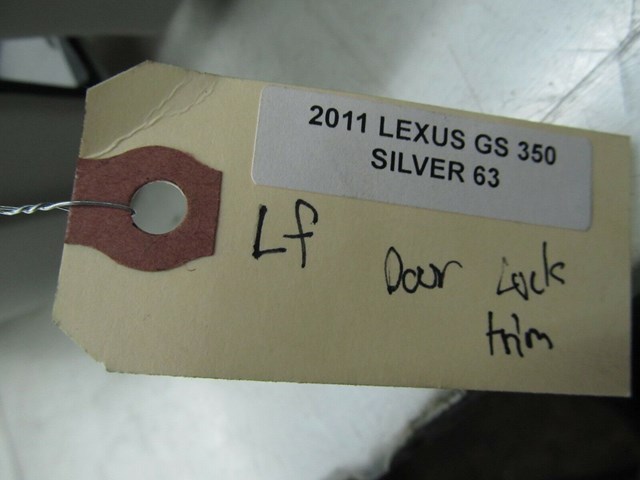 2011 LEXUS GS 350
SILVER 63
Lf
Door Lock
trim